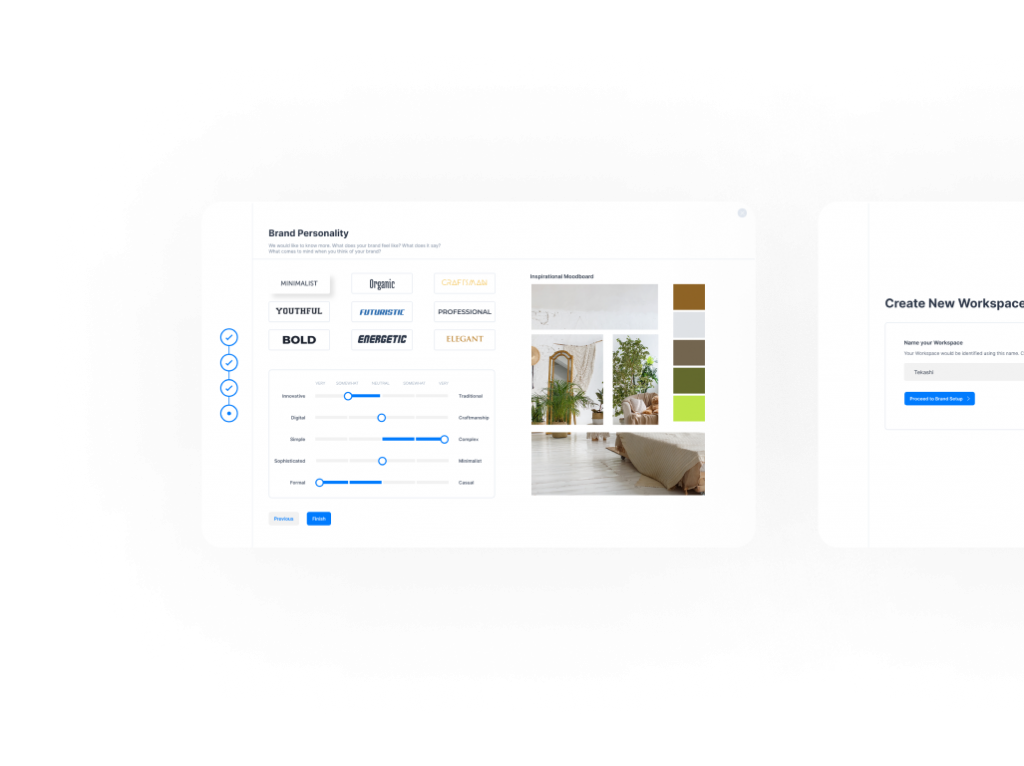 Brand Personality
We would like to know more. What does your brand feel like? What does it say?
What comes to mind when you think of your brand?
MINIMALIST
Organic
CRAFTSMAN
YOUTHFUL
FUTURISTIC
PROFESSIONAL
BOLD
ENERGETIC
ELEGANT
VERY SOMEWHAT NEUTRAL SOMEWHAT VERY
Innovative Traditional
Digital Craftmanship
Simple Complex
Sophisticated Minimalist
Formal Casual
Previous
Finish
Inspirational Moodboard
Create New Workspace
Name your Workspace
Your Workspace would be identified using this name. C
Tekashi
Proceed to Brand Setup